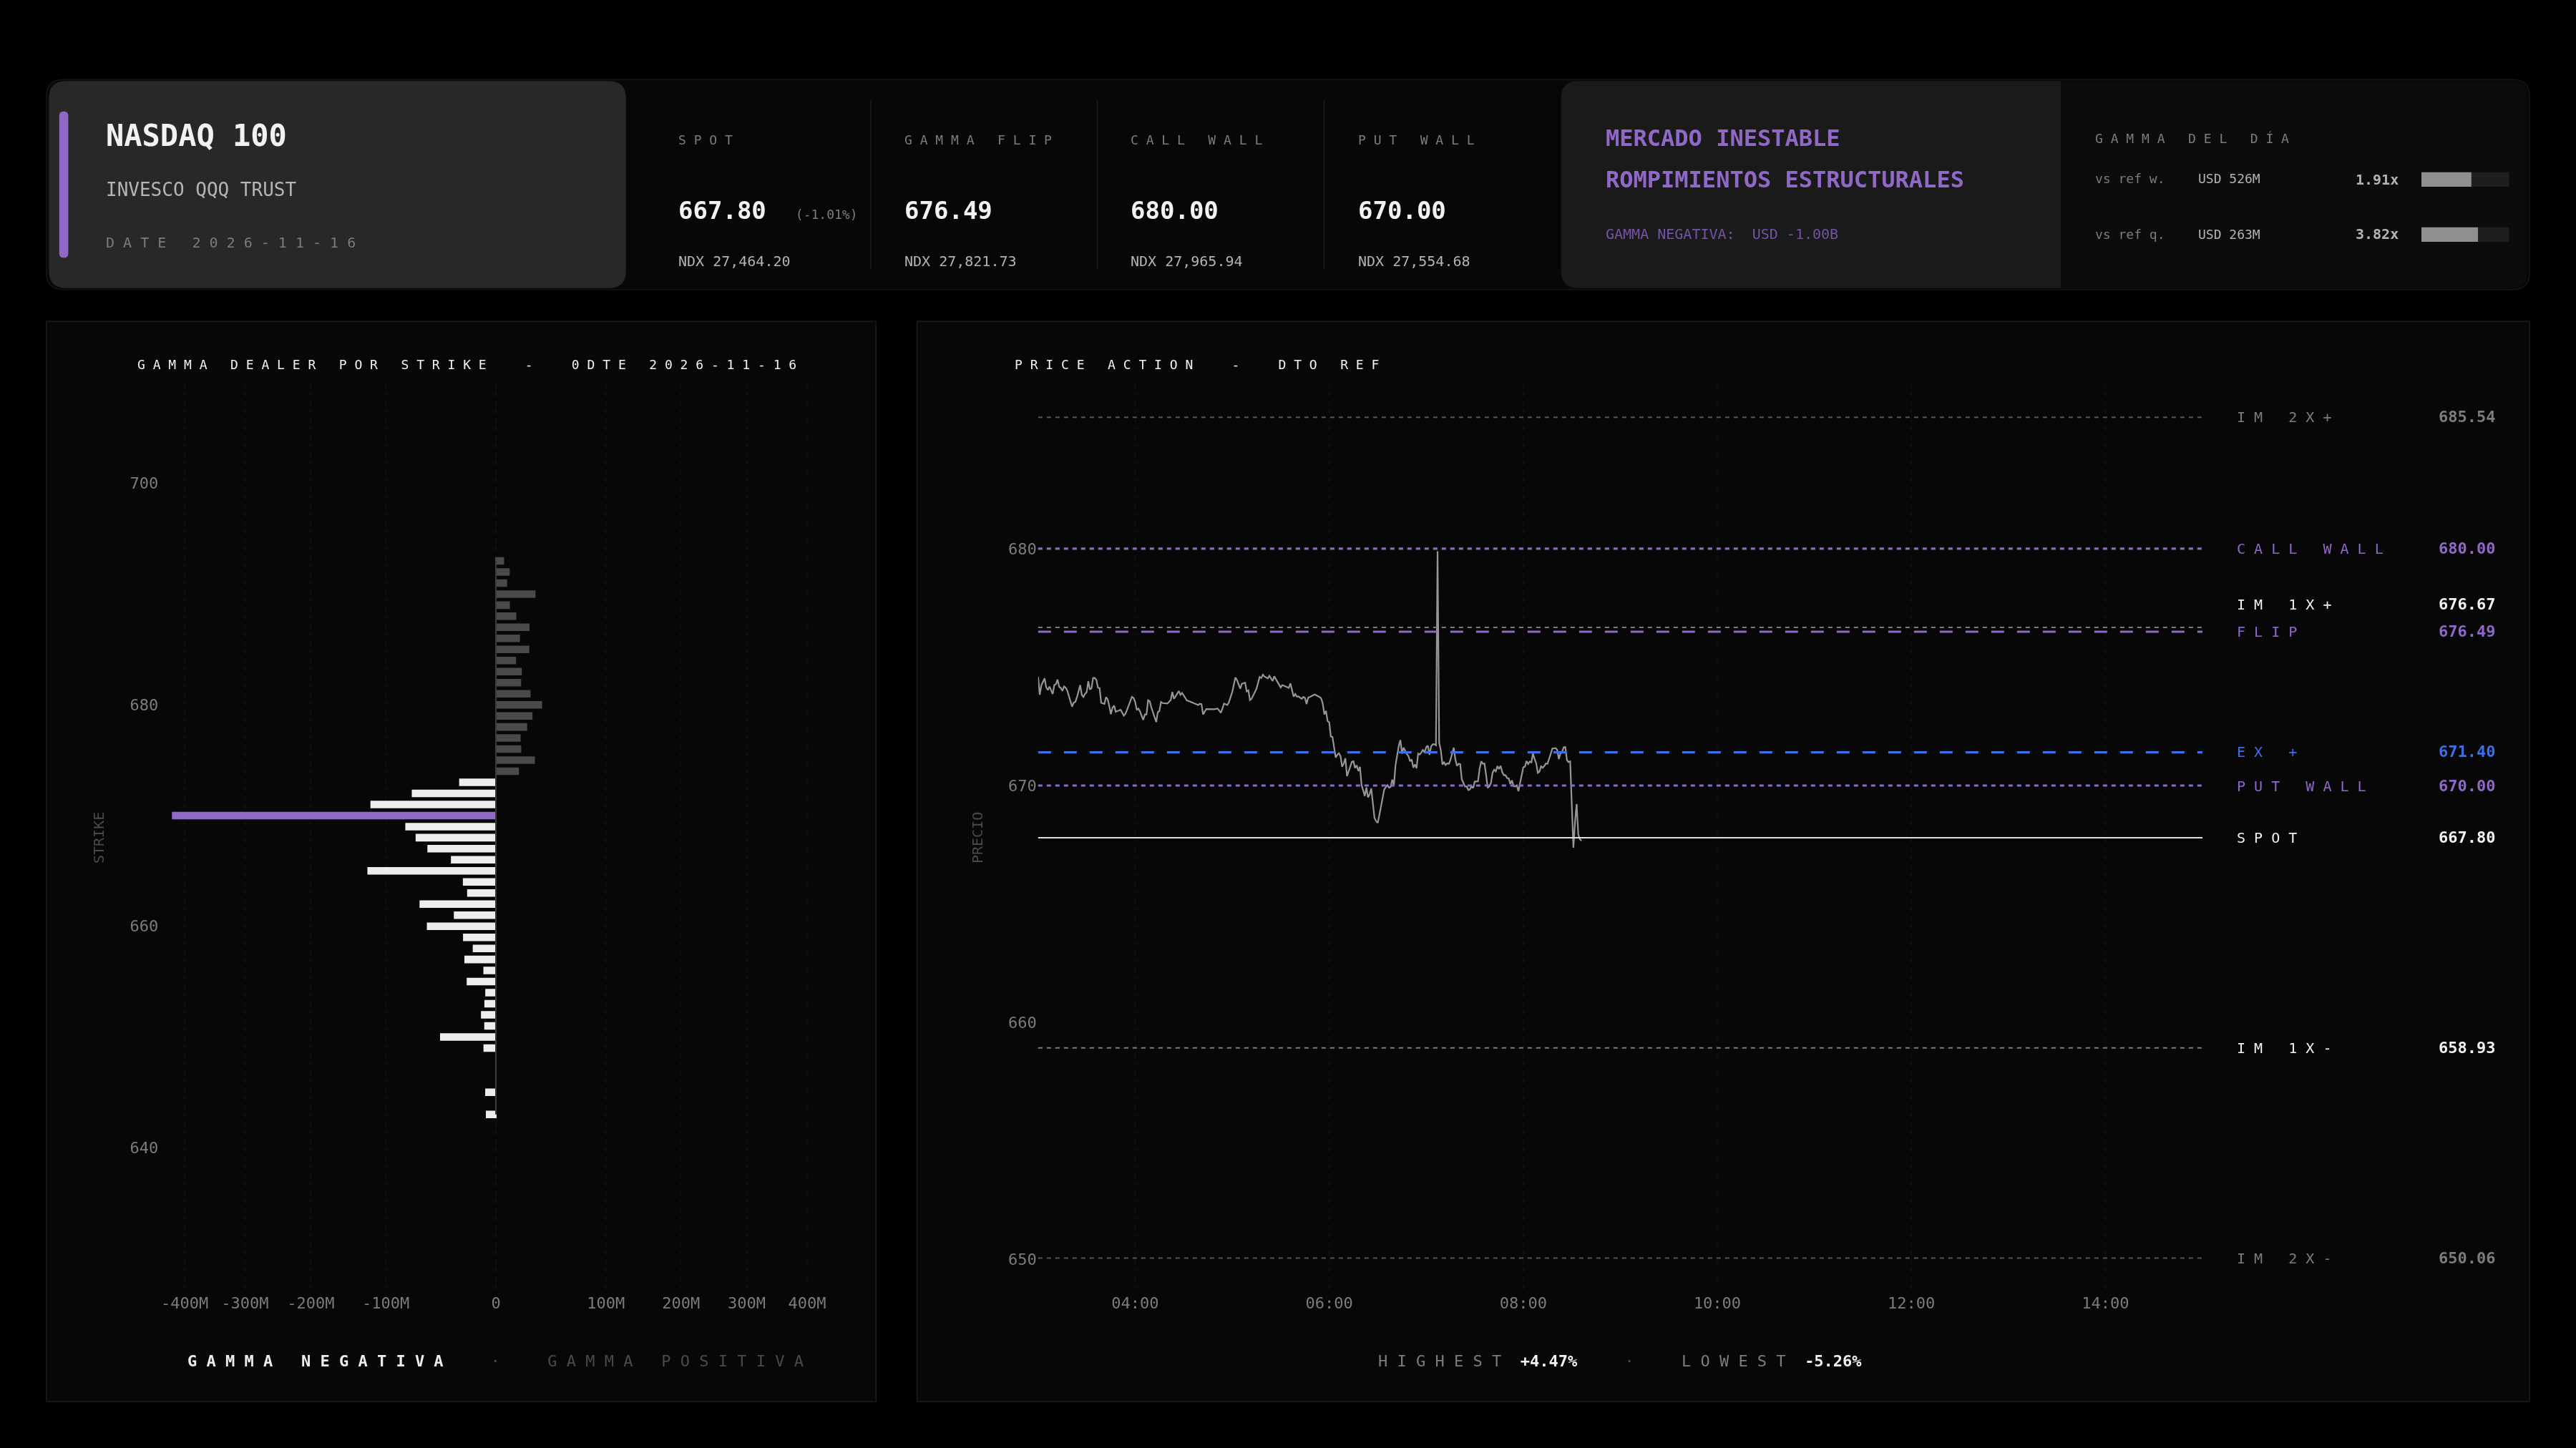 NASDAQ 100
INVESCO QQQ TRUST
DATE 2026-11-16
SPOT
667.80 (-1.01%)
NDX 27,464.20
GAMMA FLIP
676.49
NDX 27,821.73
CALL WALL
680.00
NDX 27,965.94
PUT WALL
670.00
NDX 27,554.68
MERCADO INESTABLE
ROMPIMIENTOS ESTRUCTURALES
GAMMA NEGATIVA: USD -1.00B
GAMMA DEL DÍA
vs ref w. USD 526M 1.91x
vs ref q. USD 263M 3.82x
GAMMA DEALER POR STRIKE - 0DTE 2026-11-16
STRIKE
700
680
660
640
-400M -300M -200M -100M 0 100M 200M 300M 400M
GAMMA NEGATIVA · GAMMA POSITIVA
PRICE ACTION - DTO REF
PRECIO
680
670
660
650
IM 2X+ 685.54
CALL WALL 680.00
IM 1X+ 676.67
FLIP 676.49
EX + 671.40
PUT WALL 670.00
SPOT 667.80
IM 1X- 658.93
IM 2X- 650.06
04:00 06:00 08:00 10:00 12:00 14:00
HIGHEST +4.47% · LOWEST -5.26%